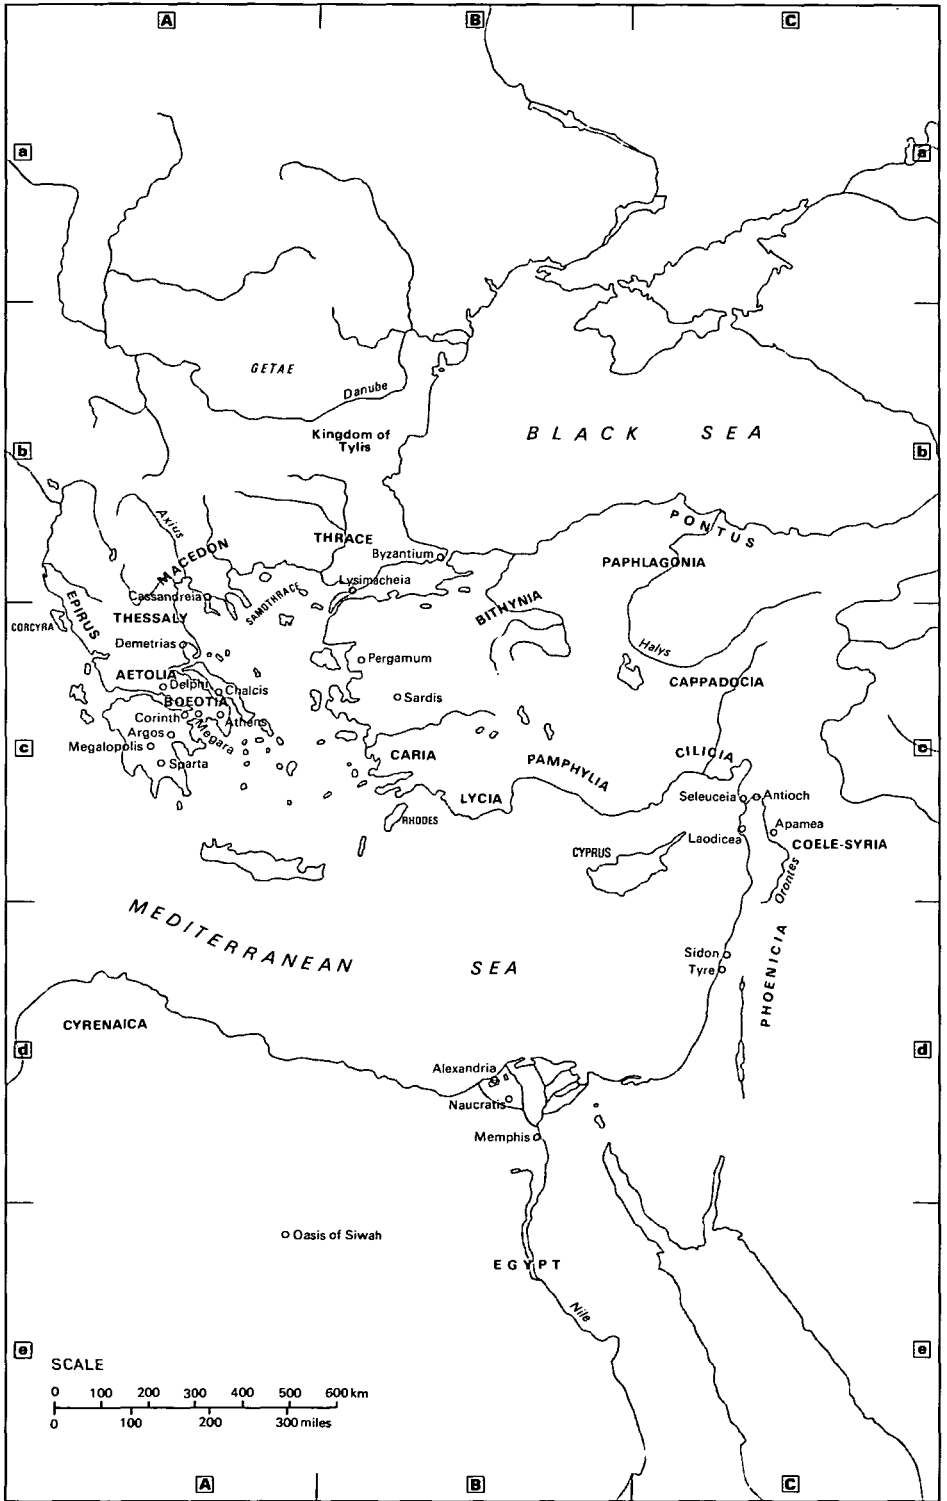 A
B
C
a
a
GETAE
Danube
Kingdom of
Tylis
BLACK SEA
b
b
Axius
MACEDON
THRACE
Byzantium
PONTUS
PAPHLAGONIA
Cassandreia
SAMOTHRACE
Lysimacheia
BITHYNIA
EPIRUS
CORCYRA
THESSALY
Demetrias
Halys
Pergamum
AETOLIA
Delphi
Chalcis
CAPPADOCIA
Sardis
BOEOTIA
Corinth
Athens
Megara
Argos
Megalopolis
Sparta
c
c
CARIA
PAMPHYLIA
CILICIA
LYCIA
Seleuceia
Antioch
RHODES
Apamea
Laodicea
COELE-SYRIA
CYPRUS
Orontes
MEDITERRANEAN SEA
Sidon
Tyre
PHOENICIA
CYRENAICA
d
d
Alexandria
Naucratis
Memphis
Oasis of Siwah
EGYPT
Nile
e
e
SCALE
0 100 200 300 400 500 600 km
0 100 200 300 miles
A
B
C